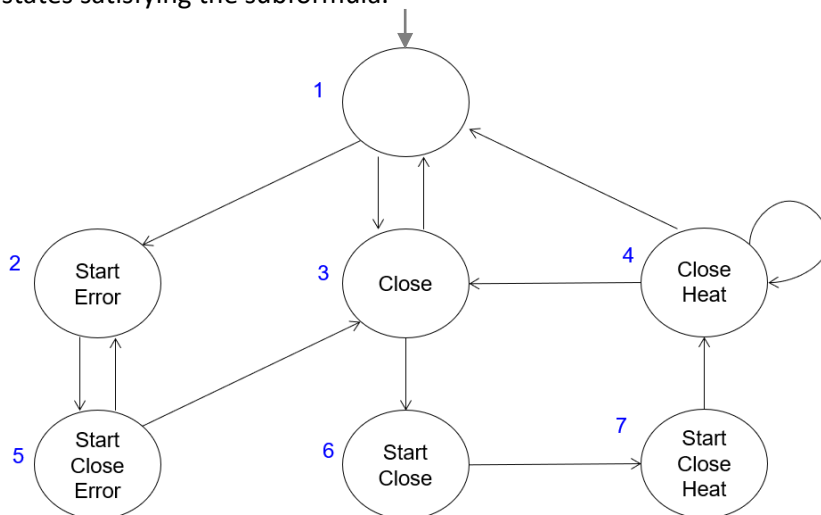 states satisfying the subformula.
1
2
Start
Error
3
Close
4
Close
Heat
5
Start
Close
Error
6
Start
Close
7
Start
Close
Heat